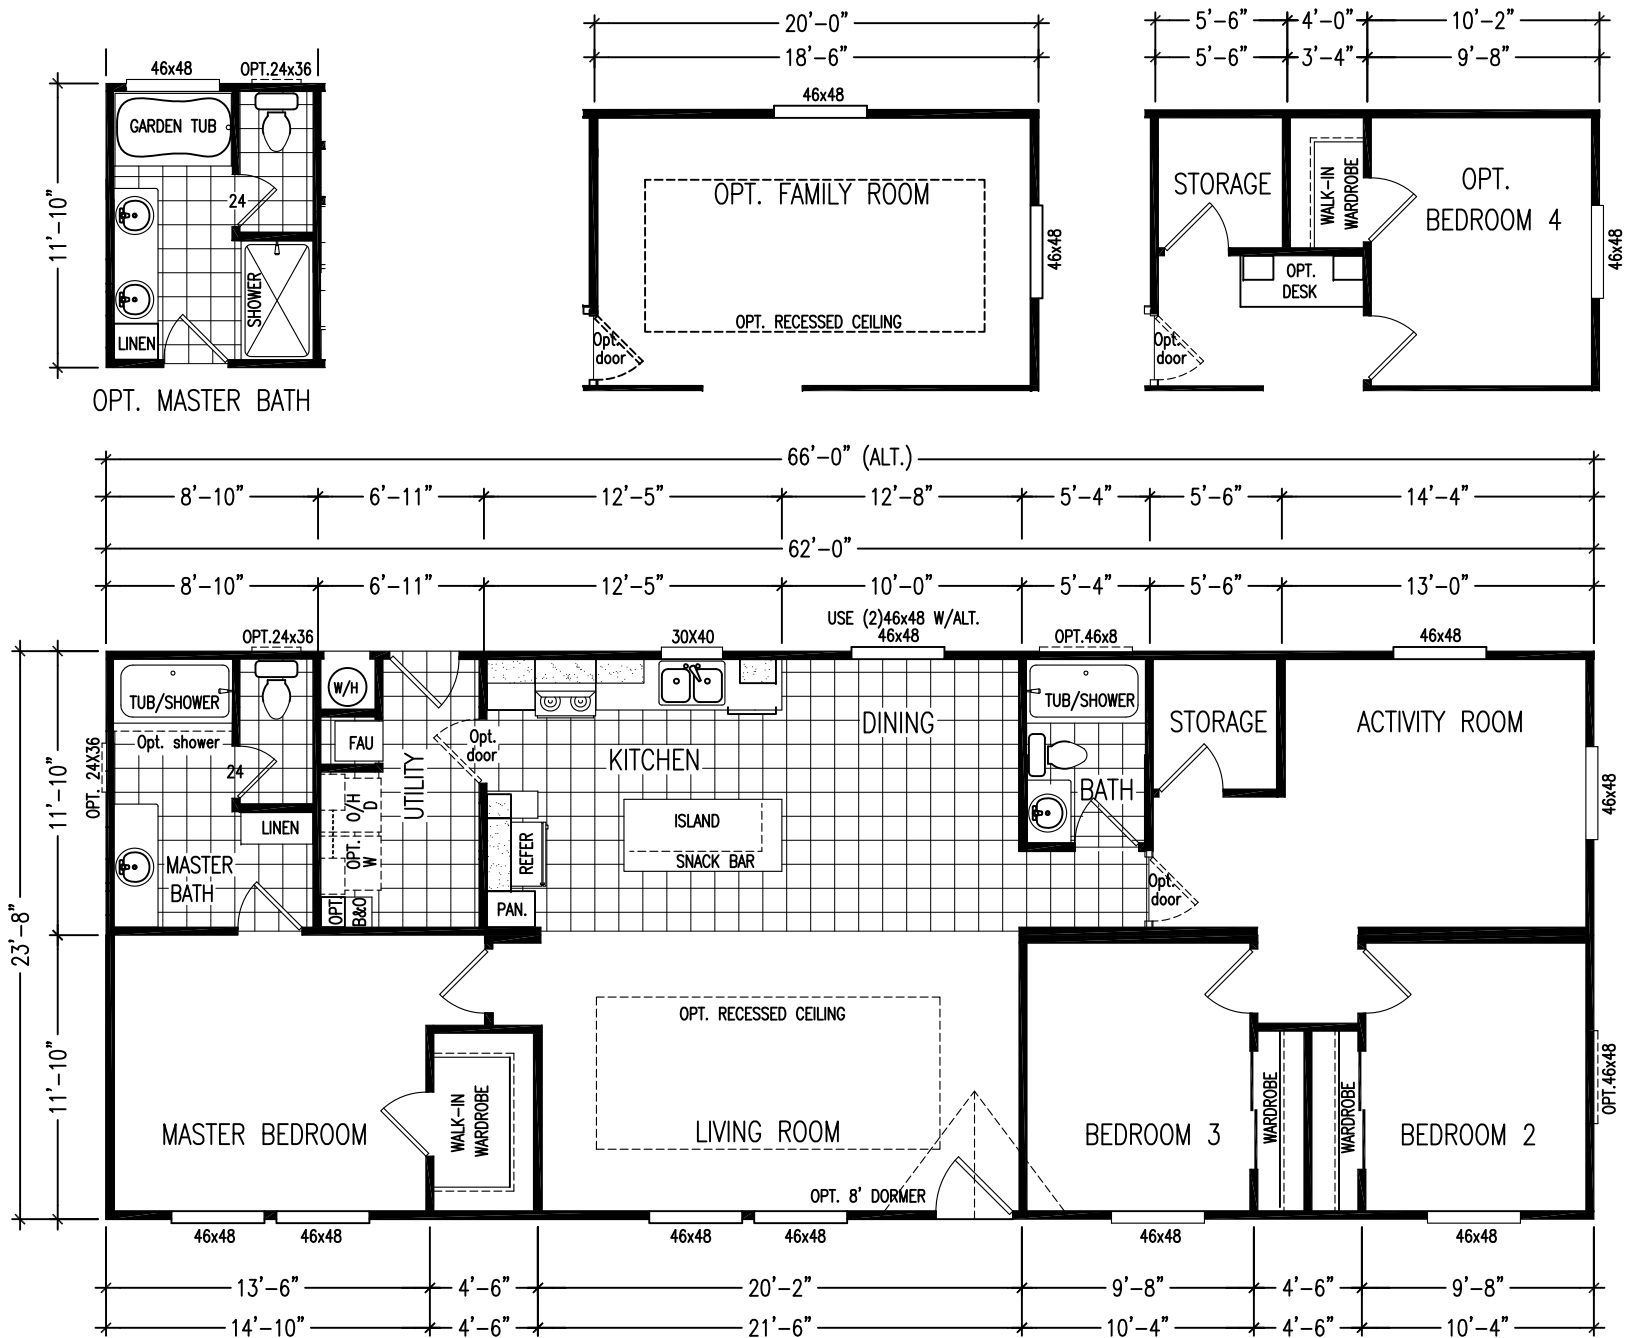 46x48
OPT.24x36
GARDEN TUB
24
11'-10"
SHOWER
LINEN
OPT. MASTER BATH
20'-0"
18'-6"
46x48
OPT. FAMILY ROOM
46x48
OPT. RECESSED CEILING
Opt.
door
5'-6"
4'-0"
10'-2"
5'-6"
3'-4"
9'-8"
STORAGE
WALK-IN
WARDROBE
OPT.
BEDROOM 4
46x48
OPT.
DESK
Opt.
door
66'-0" (ALT.)
8'-10"
6'-11"
12'-5"
12'-8"
5'-4"
5'-6"
14'-4"
62'-0"
8'-10"
6'-11"
12'-5"
10'-0"
5'-4"
5'-6"
13'-0"
USE (2)46x48 W/ALT.
OPT.24x36
30X40
46x48
OPT.46x8
46x48
TUB/SHOWER
W/H
TUB/SHOWER
Opt. shower
FAU
Opt.
door
DINING
STORAGE
ACTIVITY ROOM
OPT. 24X36
24
UTILITY
KITCHEN
BATH
46x48
11'-10"
O/H
D
ISLAND
LINEN
OPT.
W
REFER
SNACK BAR
MASTER
BATH
OPT.
B&O
PAN.
Opt.
door
23'-8"
11'-10"
OPT. RECESSED CEILING
OPT.46x48
MASTER BEDROOM
WALK-IN
WARDROBE
LIVING ROOM
BEDROOM 3
WARDROBE
WARDROBE
BEDROOM 2
OPT. 8' DORMER
46x48
46x48
46x48
46x48
46x48
46x48
13'-6"
4'-6"
20'-2"
9'-8"
4'-6"
9'-8"
14'-10"
4'-6"
21'-6"
10'-4"
4'-6"
10'-4"